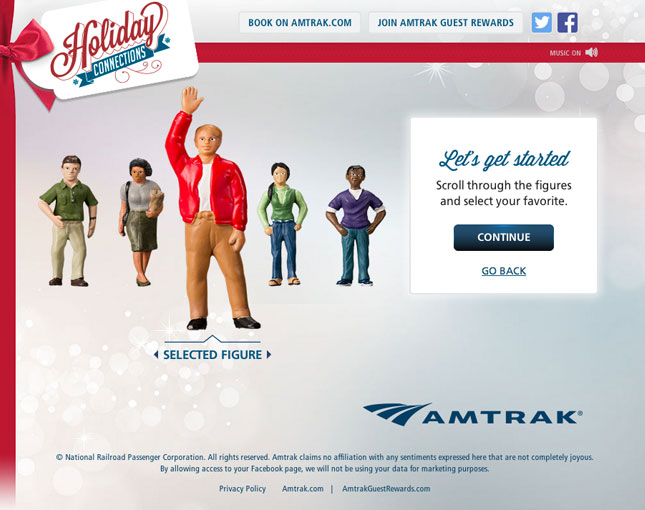 Holiday
CONNECTIONS
BOOK ON AMTRAK.COM
JOIN AMTRAK GUEST REWARDS
MUSIC ON
Let's get started
Scroll through the figures
and select your favorite.
CONTINUE
GO BACK
SELECTED FIGURE
AMTRAK®
© National Railroad Passenger Corporation. All rights reserved. Amtrak claims no affiliation with any sentiments expressed here that are not completely joyous.
By allowing access to your Facebook page, we will not be using your data for marketing purposes.
Privacy Policy Amtrak.com | AmtrakGuestRewards.com